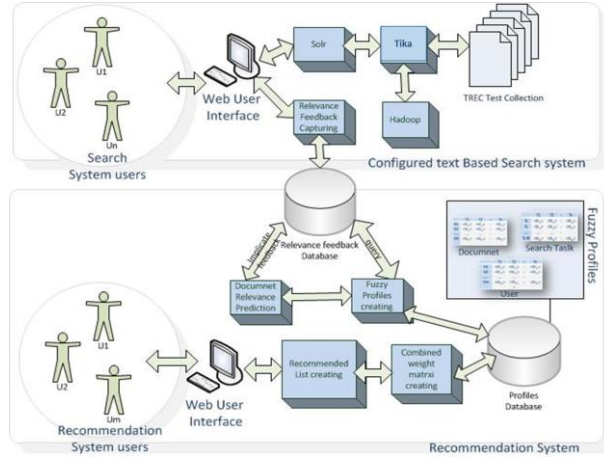 U1
U2
Un
Search
System users
Web User
Interface
Solr
Tika
TREC Test Collection
Relevance
Feedback
Capturing
Hadoop
Configured text Based Search system
Relevance feedback
Database
Implicate
feedback
query
Documnet
Relevance
Prediction
Fuzzy
Profiles
creating
Fuzzy Profiles
Documnet
Search Taslk
User
U1
U2
Um
Recommendation
System users
Web User
Interface
Recommended
List creating
Combined
weight
matrxi
creating
Profiles
Database
Recommendation System